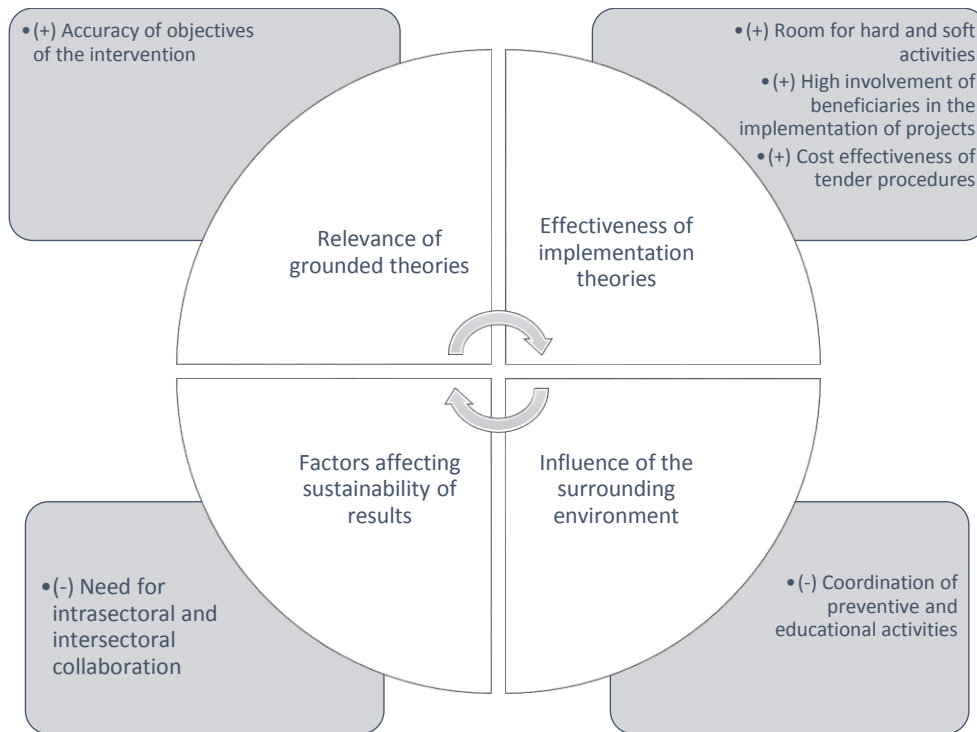 •(+) Accuracy of objectives
of the intervention
•(+) Room for hard and soft
activities
•(+) High involvement of
beneficiaries in the
implementation of projects
•(+) Cost effectiveness of
tender procedures
Relevance of
grounded theories
Effectiveness of
implementation
theories
Factors affecting
sustainability of
results
Influence of the
surrounding
environment
•(-) Need for
intrasectoral and
intersectoral
collaboration
•(-) Coordination of
preventive and
educational activities